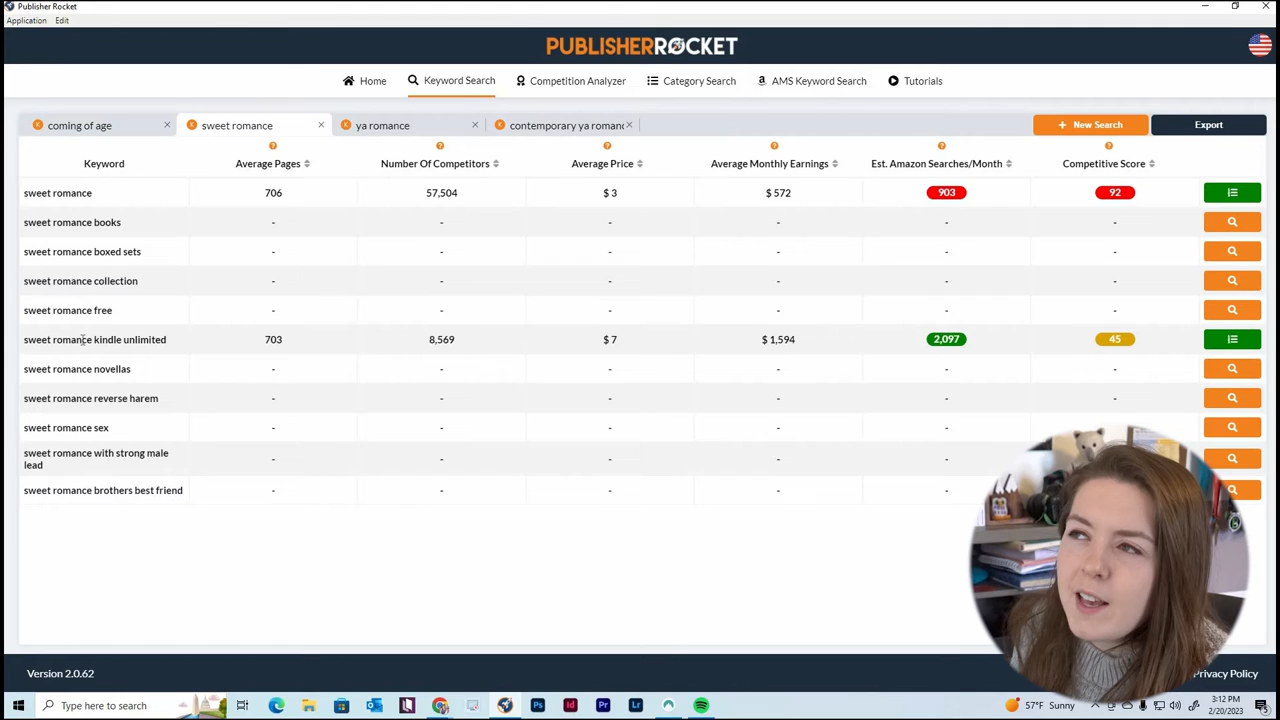 Publisher Rocket
Application Edit
PUBLISHERROCKET
Home Keyword Search Competition Analyzer Category Search AMS Keyword Search Tutorials
coming of age sweet romance ya romance contemporary ya romanc New Search Export
Keyword Average Pages Number Of Competitors Average Price Average Monthly Earnings Est. Amazon Searches/Month Competitive Score
sweet romance 706 57,504 $ 3 $ 572 903 92
sweet romance books - - - - - -
sweet romance boxed sets - - - - - -
sweet romance collection - - - - - -
sweet romance free - - - - - -
sweet romance kindle unlimited 703 8,569 $ 7 $ 1,594 2,097 45
sweet romance novellas - - - - - -
sweet romance reverse harem - - - - - -
sweet romance sex - - - - - -
sweet romance with strong male
lead - - - - - -
sweet romance brothers best friend - - - - -
Version 2.0.62 Privacy Policy
Type here to search 57°F Sunny 3:12 PM
2/20/2023